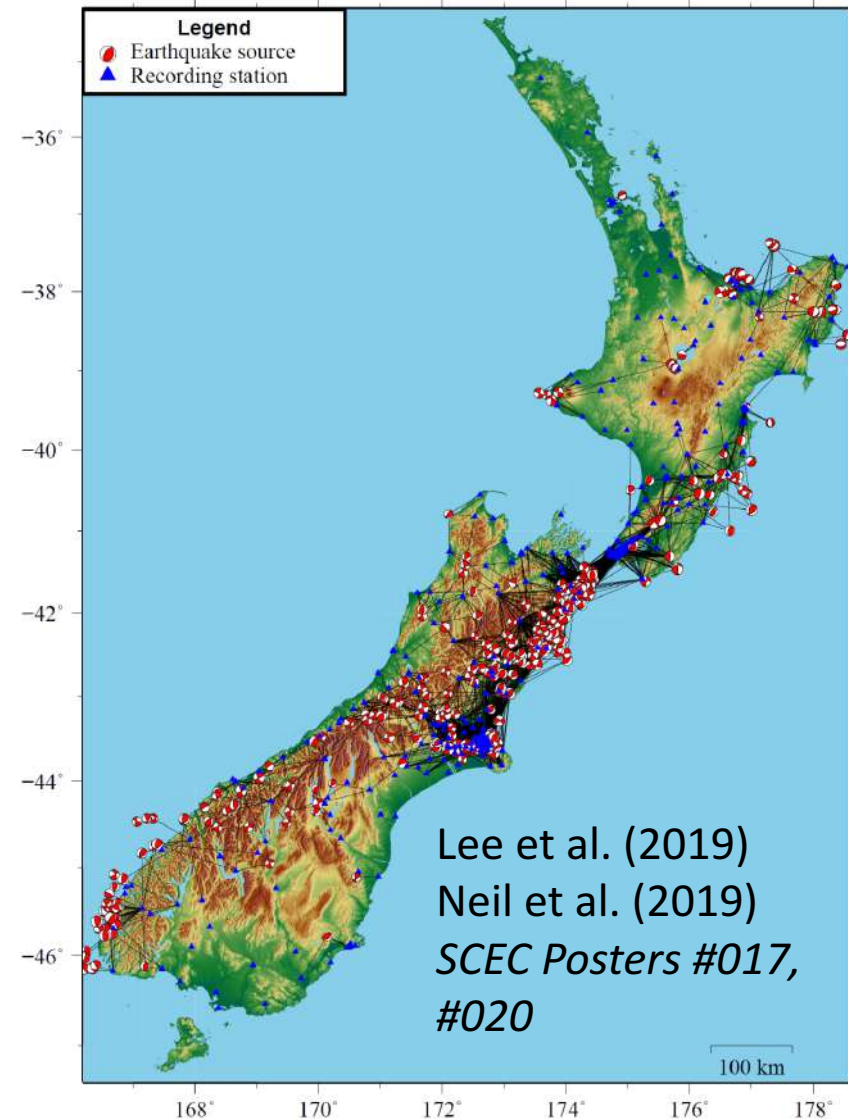 Legend
Earthquake source
Recording station
−36°
−38°
−40°
−42°
−44°
−46°
Lee et al. (2019)
Neil et al. (2019)
SCEC Posters #017,
#020
100 km
168° 170° 172° 174° 176° 178°